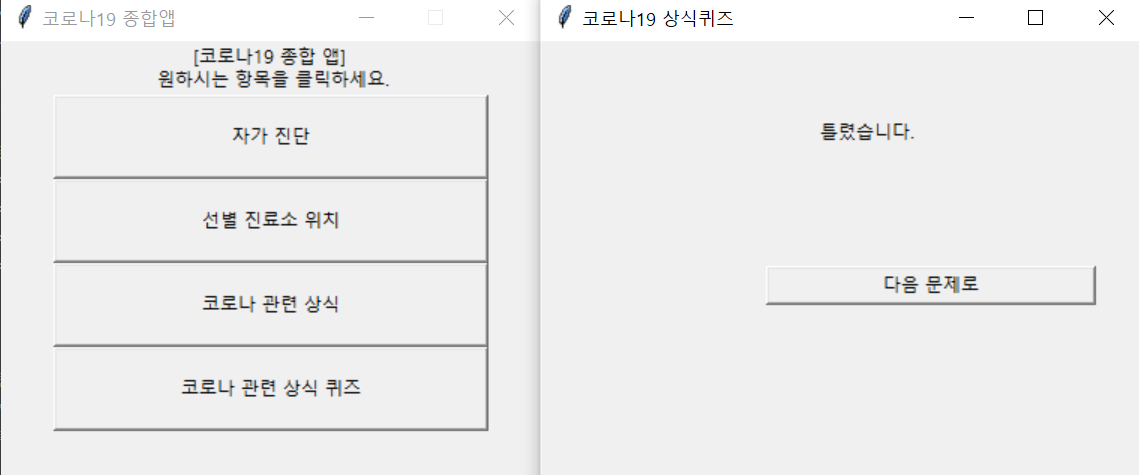 코로나19 종합앱
[코로나19 종합 앱]
원하시는 항목을 클릭하세요.
자가 진단
선별 진료소 위치
코로나 관련 상식
코로나 관련 상식 퀴즈
코로나19 상식퀴즈
틀렸습니다.
다음 문제로